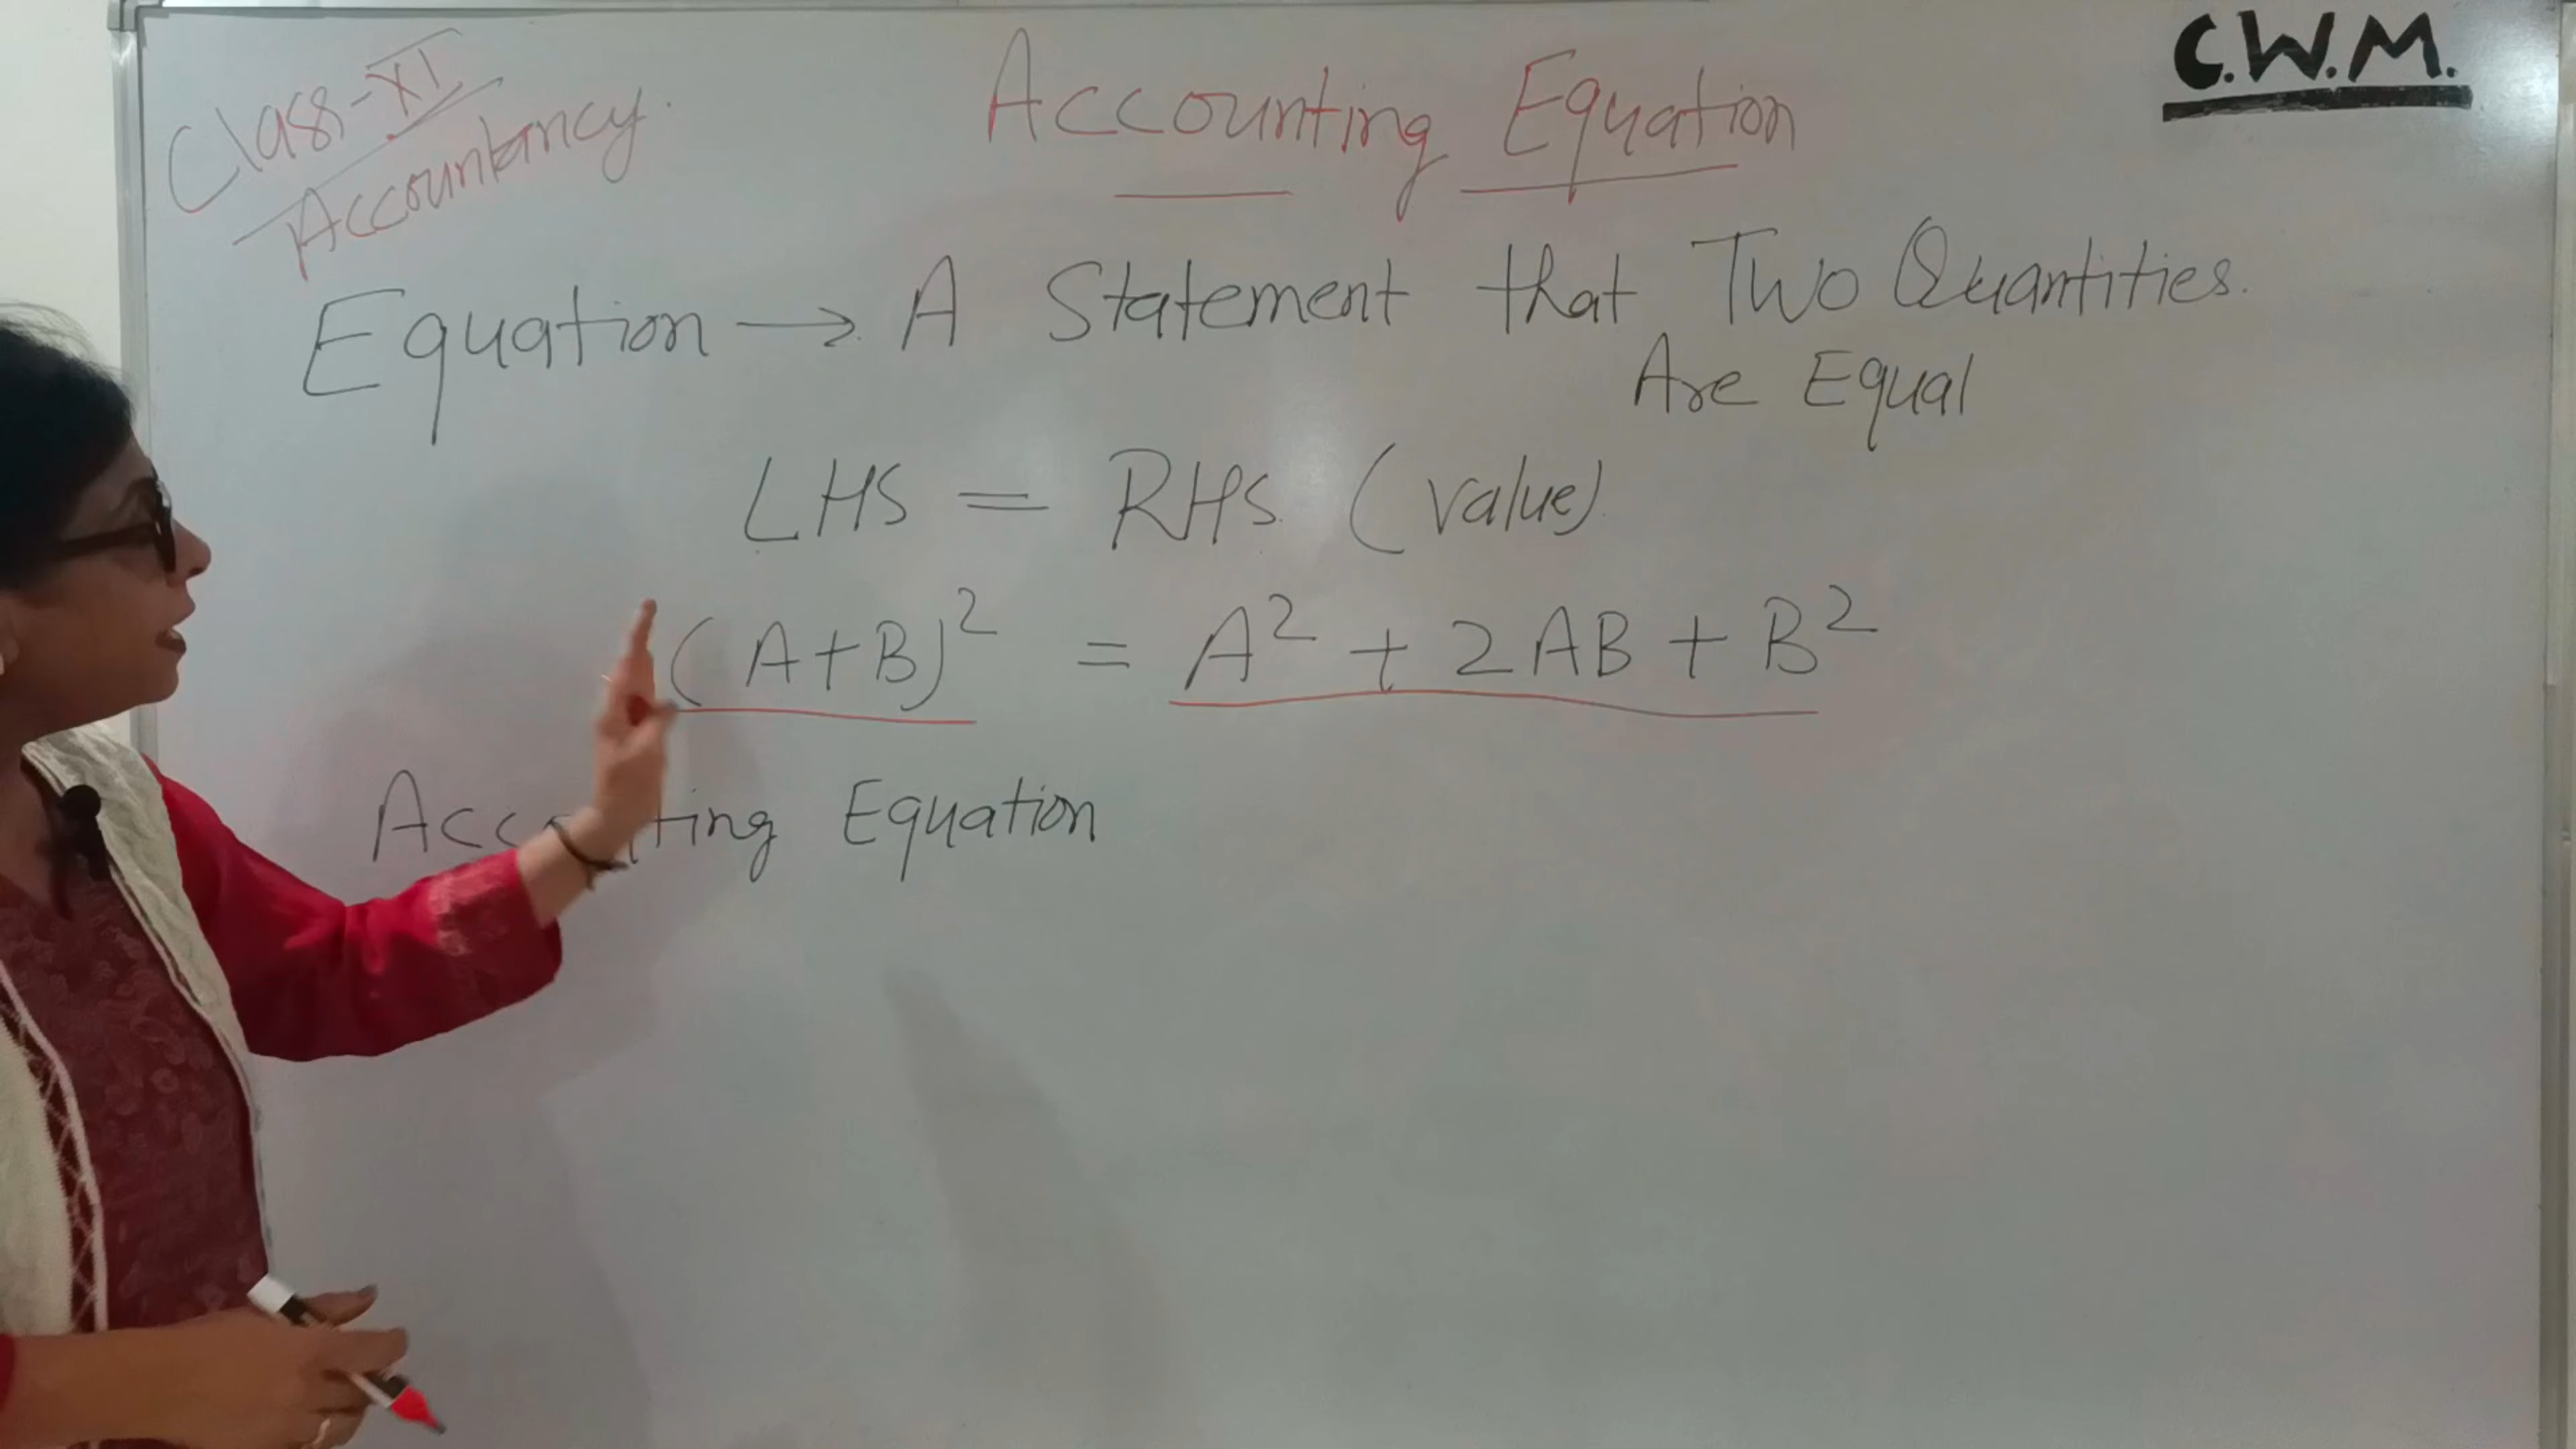 Class-XI
Accountancy.
Accounting Equation
C.W.M.
Equation → A Statement that Two Quantities.
Are Equal
LHS = RHS. (value)
(A+B)² = A² + 2AB + B²
Equation